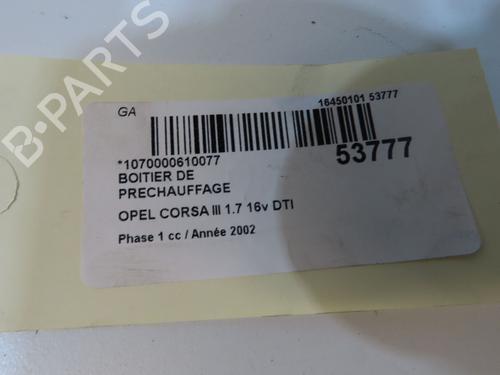 GA
16450101 53777
*1070000610077
53777
BOITIER DE
PRECHAUFFAGE
OPEL CORSA III 1.7 16v DTI
Phase 1 cc / Année 2002
B-PARTS